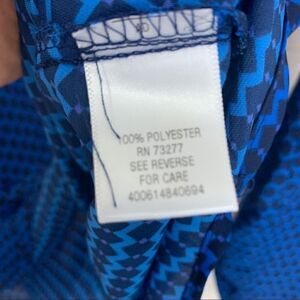 100% POLYESTER
RN 73277
SEE REVERSE
FOR CARE
400614840694